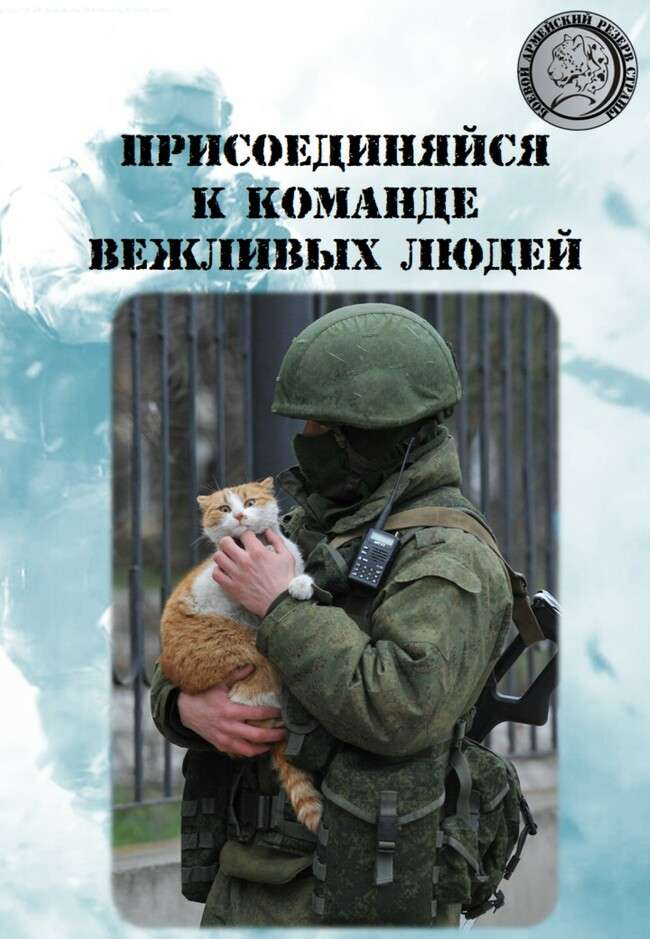 БОЕВОЙ АРМЕЙСКИЙ РЕЗЕРВ СТРАНЫ
ПРИСОЕДИНЯЙСЯ
К КОМАНДЕ
ВЕЖЛИВЫХ ЛЮДЕЙ